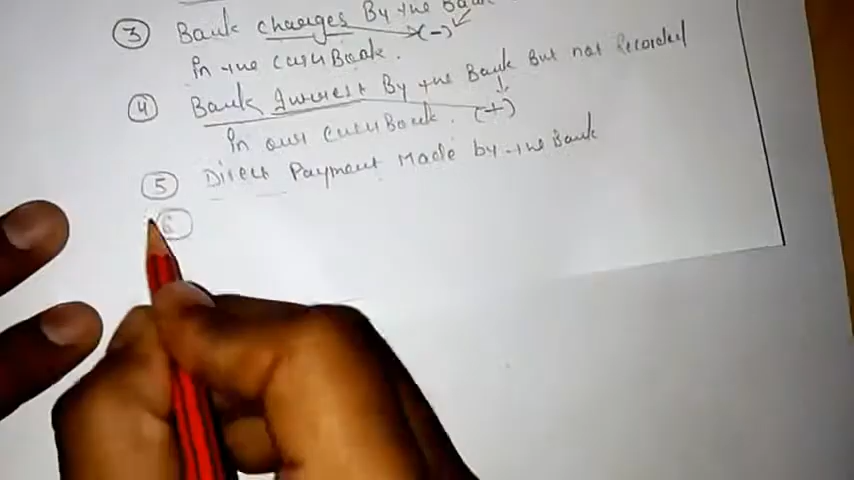 ③ Bank charges By the Bank
(-)
In the cash Book.
④ Bank Interest By the Bank But not Recorded
In our cash Book. (+)
⑤ Direct Payment Made by the Bank
⑥